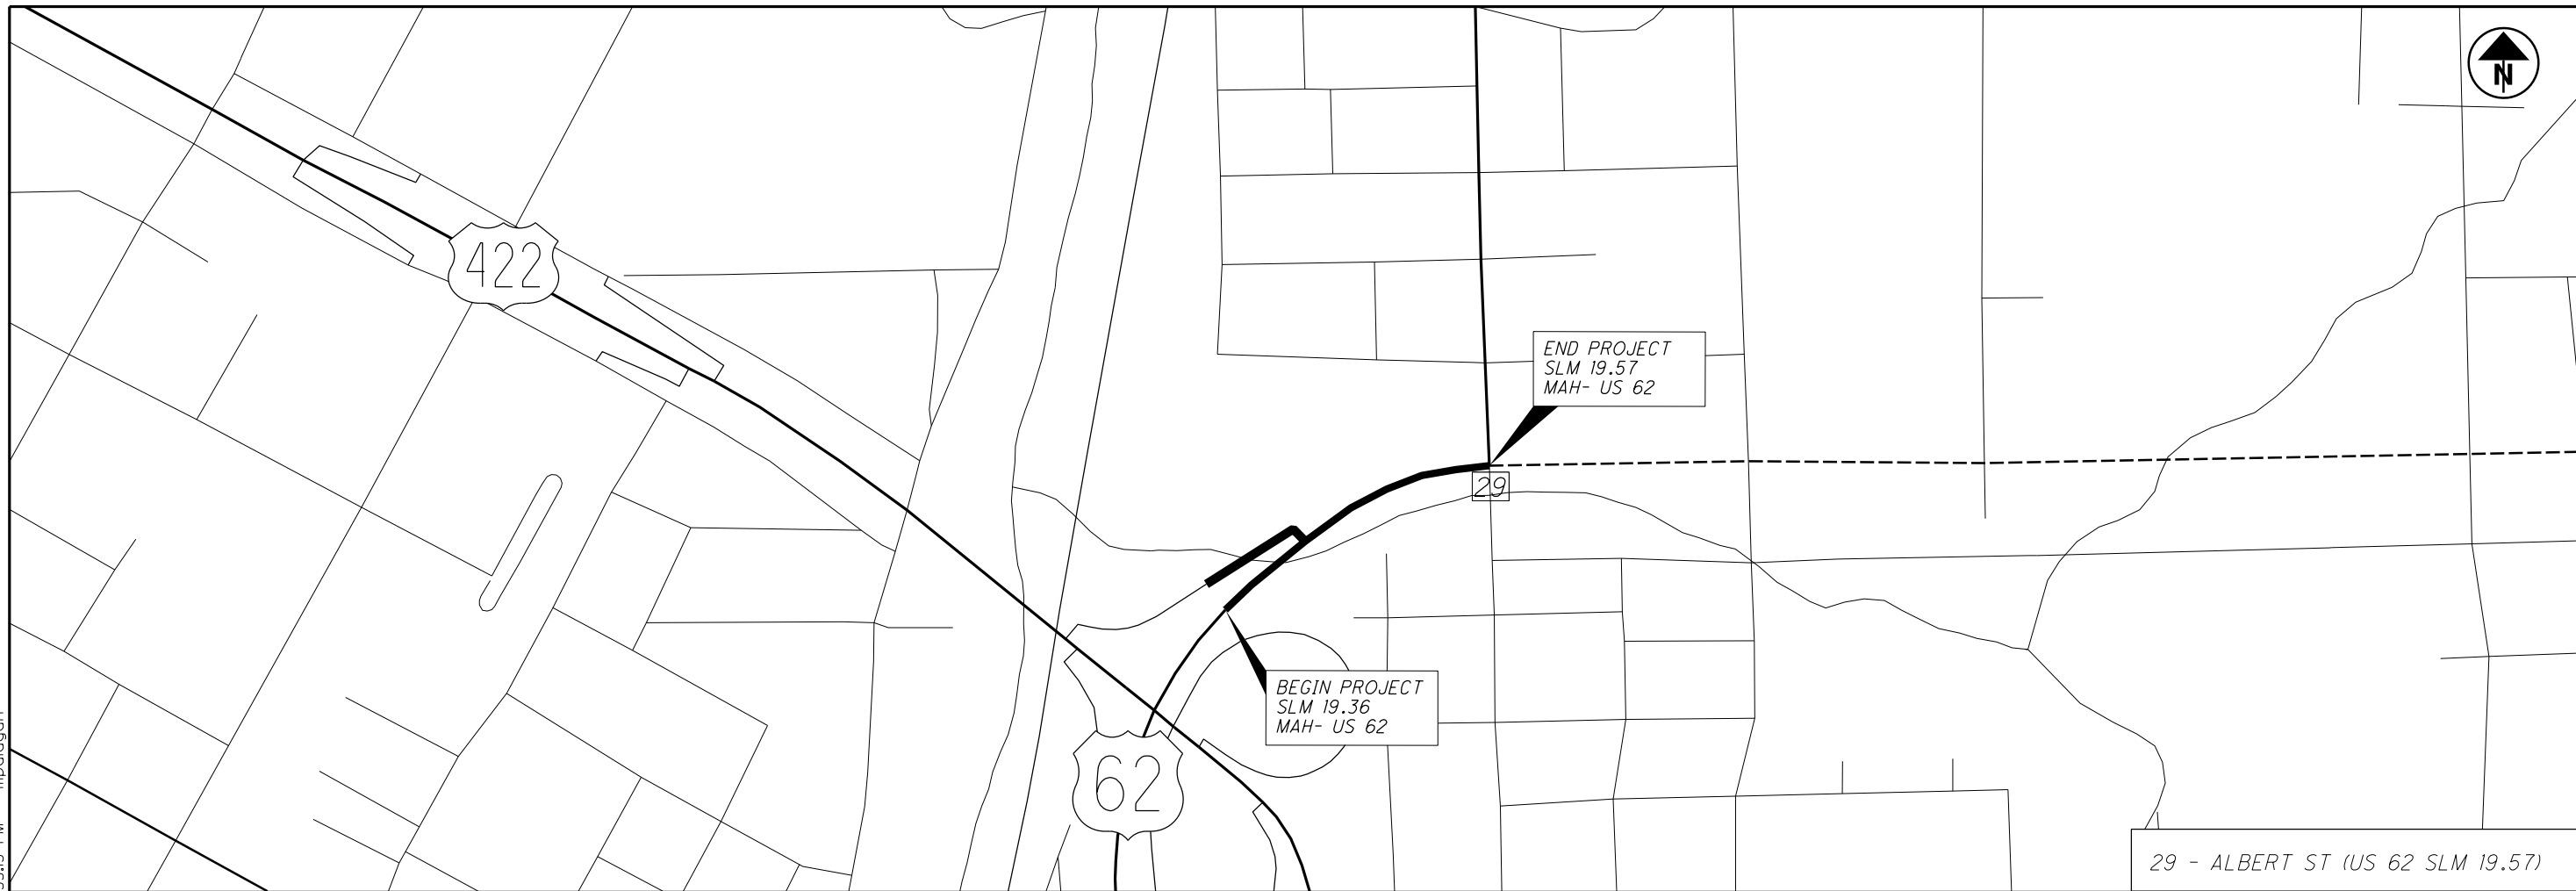 N
422
END PROJECT
SLM 19.57
MAH- US 62
29
BEGIN PROJECT
SLM 19.36
MAH- US 62
62
29 - ALBERT ST (US 62 SLM 19.57)